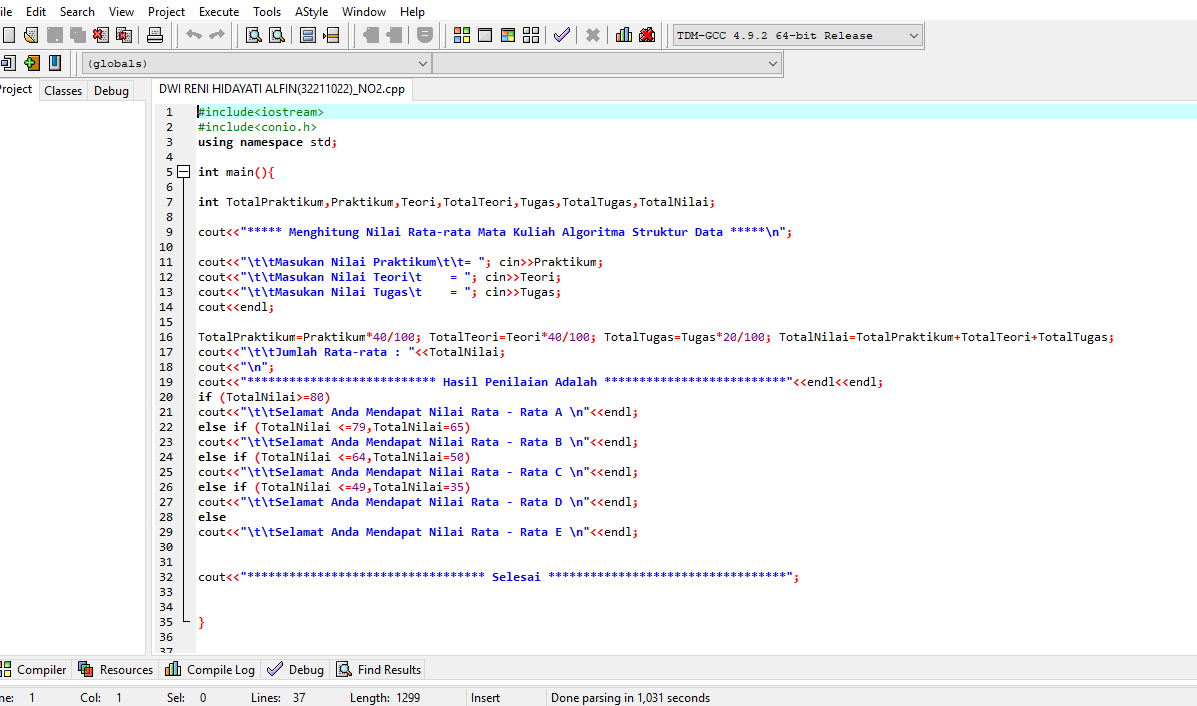 ile Edit Search View Project Execute Tools AStyle Window Help
TDM-GCC 4.9.2 64-bit Release
(globals)
Project Classes Debug DWI RENI HIDAYATI ALFIN(32211022)_NO2.cpp
1 #include<iostream>
2 #include<conio.h>
3 using namespace std;
4
5 int main(){
6
7 int TotalPraktikum,Praktikum,Teori,TotalTeori,Tugas,TotalTugas,TotalNilai;
8
9 cout<<"***** Menghitung Nilai Rata-rata Mata Kuliah Algoritma Struktur Data *****\n";
10
11 cout<<"\t\tMasukan Nilai Praktikum\t\t= "; cin>>Praktikum;
12 cout<<"\t\tMasukan Nilai Teori\t    = "; cin>>Teori;
13 cout<<"\t\tMasukan Nilai Tugas\t    = "; cin>>Tugas;
14 cout<<endl;
15
16 TotalPraktikum=Praktikum*40/100; TotalTeori=Teori*40/100; TotalTugas=Tugas*20/100; TotalNilai=TotalPraktikum+TotalTeori+TotalTugas;
17 cout<<"\t\tJumlah Rata-rata : "<<TotalNilai;
18 cout<<"\n";
19 cout<<"*************************** Hasil Penilaian Adalah **************************"<<endl<<endl;
20 if (TotalNilai>=80)
21 cout<<"\t\tSelamat Anda Mendapat Nilai Rata - Rata A \n"<<endl;
22 else if (TotalNilai <=79,TotalNilai=65)
23 cout<<"\t\tSelamat Anda Mendapat Nilai Rata - Rata B \n"<<endl;
24 else if (TotalNilai <=64,TotalNilai=50)
25 cout<<"\t\tSelamat Anda Mendapat Nilai Rata - Rata C \n"<<endl;
26 else if (TotalNilai <=49,TotalNilai=35)
27 cout<<"\t\tSelamat Anda Mendapat Nilai Rata - Rata D \n"<<endl;
28 else
29 cout<<"\t\tSelamat Anda Mendapat Nilai Rata - Rata E \n"<<endl;
30
31
32 cout<<"********************************** Selesai **********************************";
33
34
35 }
36
37
Compiler Resources Compile Log Debug Find Results
ne: 1 Col: 1 Sel: 0 Lines: 37 Length: 1299 Insert Done parsing in 1,031 seconds